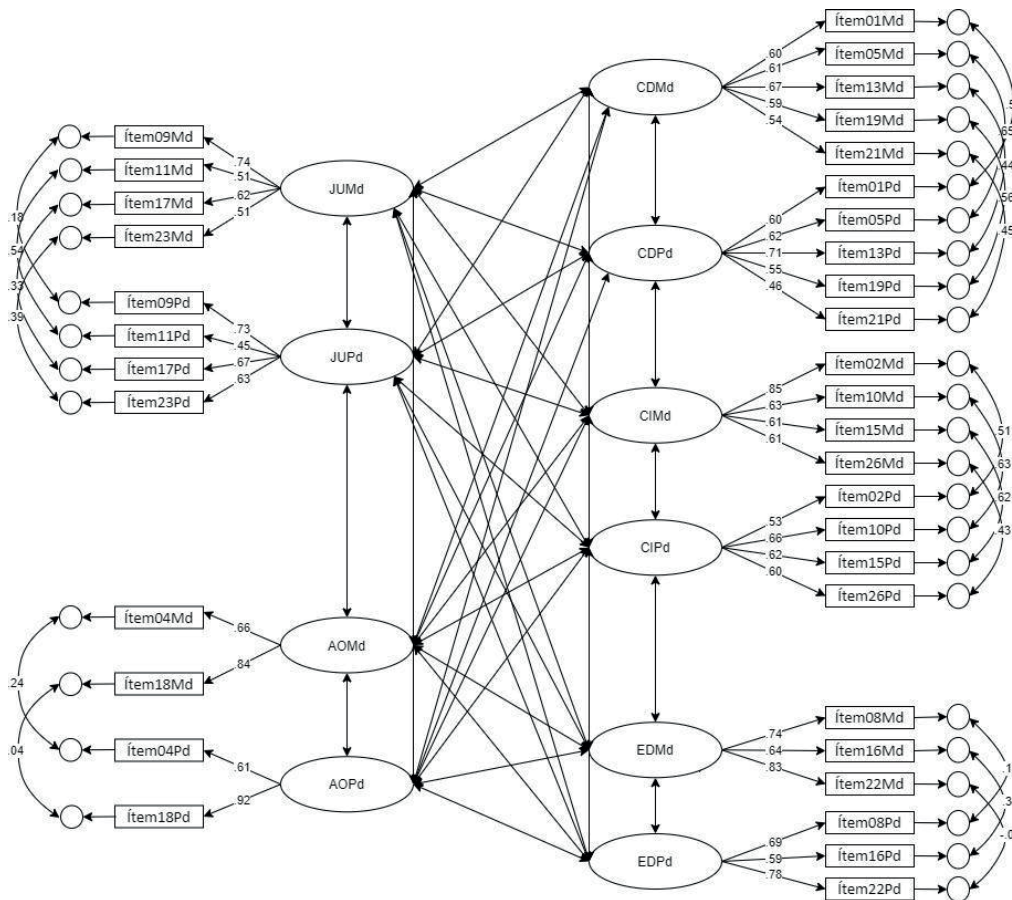 Ítem01Md
Ítem05Md
Ítem13Md
Ítem19Md
Ítem21Md
.60
.61
.67
.59
.54
CDMd
Ítem01Pd
Ítem05Pd
Ítem13Pd
Ítem19Pd
Ítem21Pd
.60
.62
.71
.55
.46
CDPd
.65
.44
.56
.45
Ítem09Md
Ítem11Md
Ítem17Md
Ítem23Md
.74
.51
.62
.51
JUMd
.18
.54
.33
.39
Ítem09Pd
Ítem11Pd
Ítem17Pd
Ítem23Pd
.73
.45
.67
.63
JUPd
Ítem02Md
Ítem10Md
Ítem15Md
Ítem26Md
.85
.63
.61
.61
CIMd
.51
.63
.62
.43
Ítem02Pd
Ítem10Pd
Ítem15Pd
Ítem26Pd
.53
.66
.62
.60
CIPd
Ítem04Md
Ítem18Md
.66
.84
AOMd
.24
.04
Ítem04Pd
Ítem18Pd
.61
.92
AOPd
Ítem08Md
Ítem16Md
Ítem22Md
.74
.64
.83
EDMd
Ítem08Pd
Ítem16Pd
Ítem22Pd
.69
.59
.78
EDPd